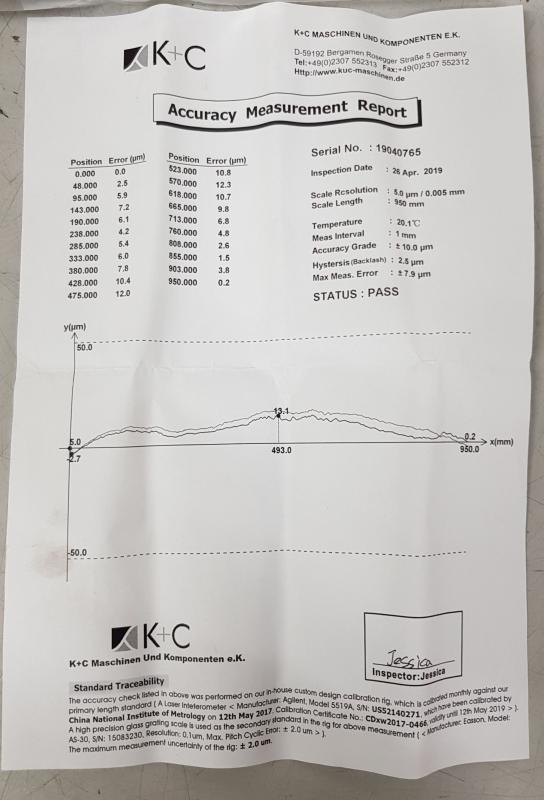 K+C
K+C MASCHINEN UND KOMPONENTEN E.K.
D-59192 Bergamen Rosegger Straße 5 Germany
Tel:+49(0)2307 552313 Fax:+49(0)2307 552312
Http://www.kuc-maschinen.de
Accuracy Measurement Report
Serial No. : 19040765
Inspection Date : 26 Apr. 2019
Scale Resolution : 5.0 µm / 0.005 mm
Scale Length : 950 mm
Temperature : 20.1℃
Meas Interval : 1 mm
Accuracy Grade : ± 10.0 µm
Hystersis (Backlash) : 2.5 µm
Max Meas. Error : ±7.9 µm
STATUS : PASS
Position Error (µm) Position Error (µm)
0.000 0.0 523.000 10.8
48.000 2.5 570.000 12.3
95.000 5.9 618.000 10.7
143.000 7.2 665.000 9.8
190.000 6.1 713.000 6.8
238.000 4.2 760.000 4.8
285.000 5.4 808.000 2.6
333.000 6.0 855.000 1.5
380.000 7.8 903.000 3.8
428.000 10.4 950.000 0.2
475.000 12.0
y(µm)
50.0
13.1
5.0
0.2
x(mm)
-2.7
493.0
950.0
-50.0
K+C
K+C Maschinen Und Komponenten e.K.
Jessica
Inspector:Jessica
Standard Traceability
The accuracy check listed in above was performed on our in-house custom design calibration rig, which is calibrated monthly against our
primary length standard ( A Laser Inteferometer < Manufacturer: Agilent, Model 5519A, S/N: US52140271, which have been calibrated by
China National Institute of Metrology on 12th May 2017, Calibration Certificate No.: CDxw2017-0466, validity until 12th May 2019 > ).
A high precision glass grating scale is used as the secondary standard in the rig for above measurement ( < Manufacturer: Easson, Model:
AS-30, S/N: 15083230, Resolution: 0.1um, Max. Pitch Cyclic Error: ± 2.0 um > ).
The maximum measurement uncertainty of the rig: ± 2.0 um.